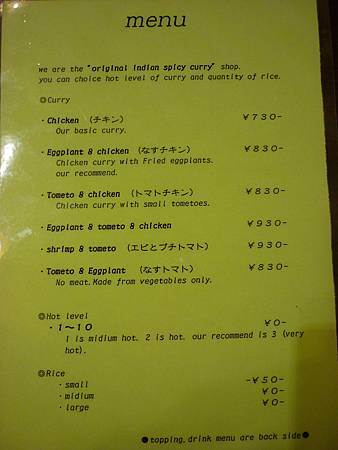 menu
we are the "original indian spicy curry" shop.
you can choice hot level of curry and quantity of rice.
◎Curry
・Chicken （チキン） ￥７３０-
Our basic curry.
・Eggplant & chicken （なすチキン） ￥８３０-
Chicken curry with Fried eggplants.
our recommend.
・Tometo & chicken （トマトチキン） ￥８３０-
Chicken curry with small tometoes.
・Eggplant & tometo & chicken ￥９３０-
・shrimp & tometo （エビとプチトマト） ￥９３０-
・Tometo & Eggplant （なすトマト） ￥８３０-
No meat.Made from vegetables only.
◎Hot level
・１～１０ ￥０-
1 is midium hot. 2 is hot. our recommend is 3 (very
hot).
◎Rice
・small -￥５０-
・midium ￥０-
・large ￥０-
●topping,drink menu are back side●